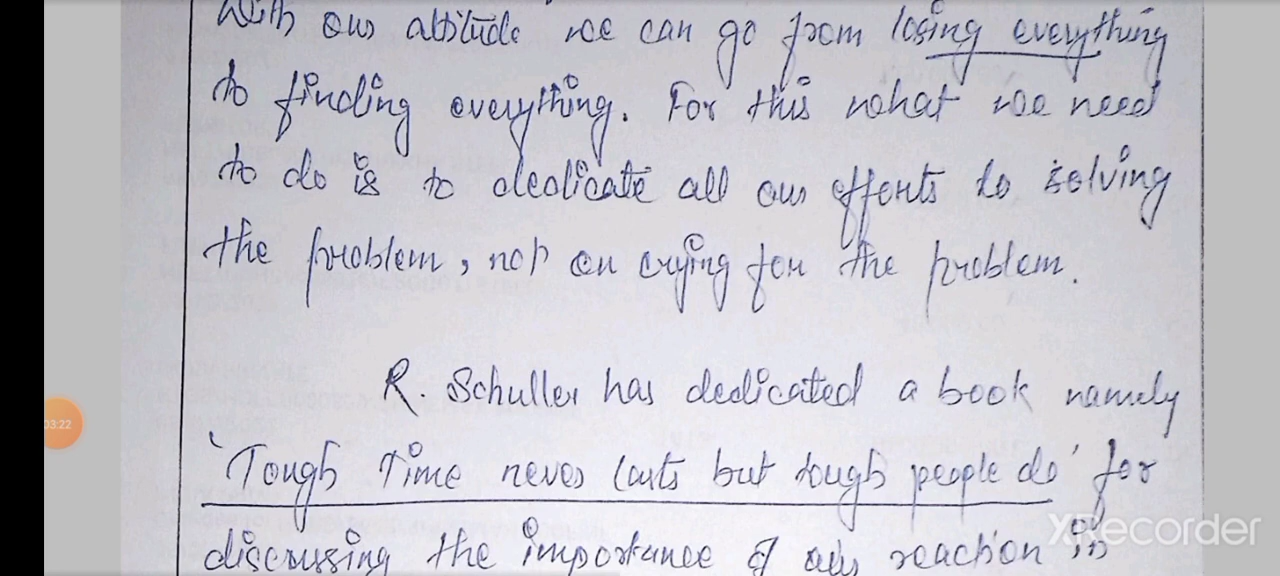 With our attitude we can go from losing everything
to finding everything. For this what we need
to do is to dedicate all our efforts to solving
the problem, not on crying for the problem.
R. Schuller has dedicated a book namely
'Tough Time never lasts but tough people do' for
discussing the importance of our reaction in
03:22
XRecorder